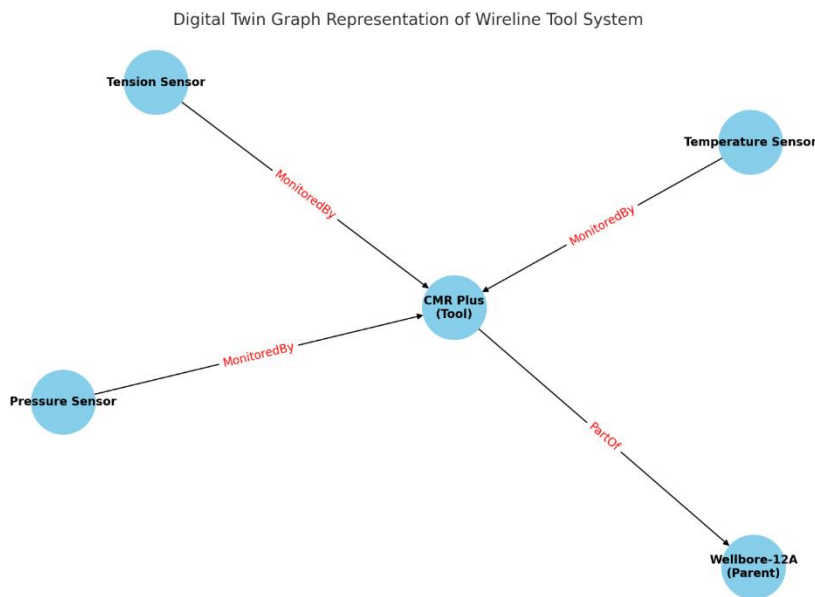 Digital Twin Graph Representation of Wireline Tool System
Tension Sensor
Temperature Sensor
MonitoredBy
MonitoredBy
CMR Plus
(Tool)
MonitoredBy
Pressure Sensor
PartOf
Wellbore-12A
(Parent)